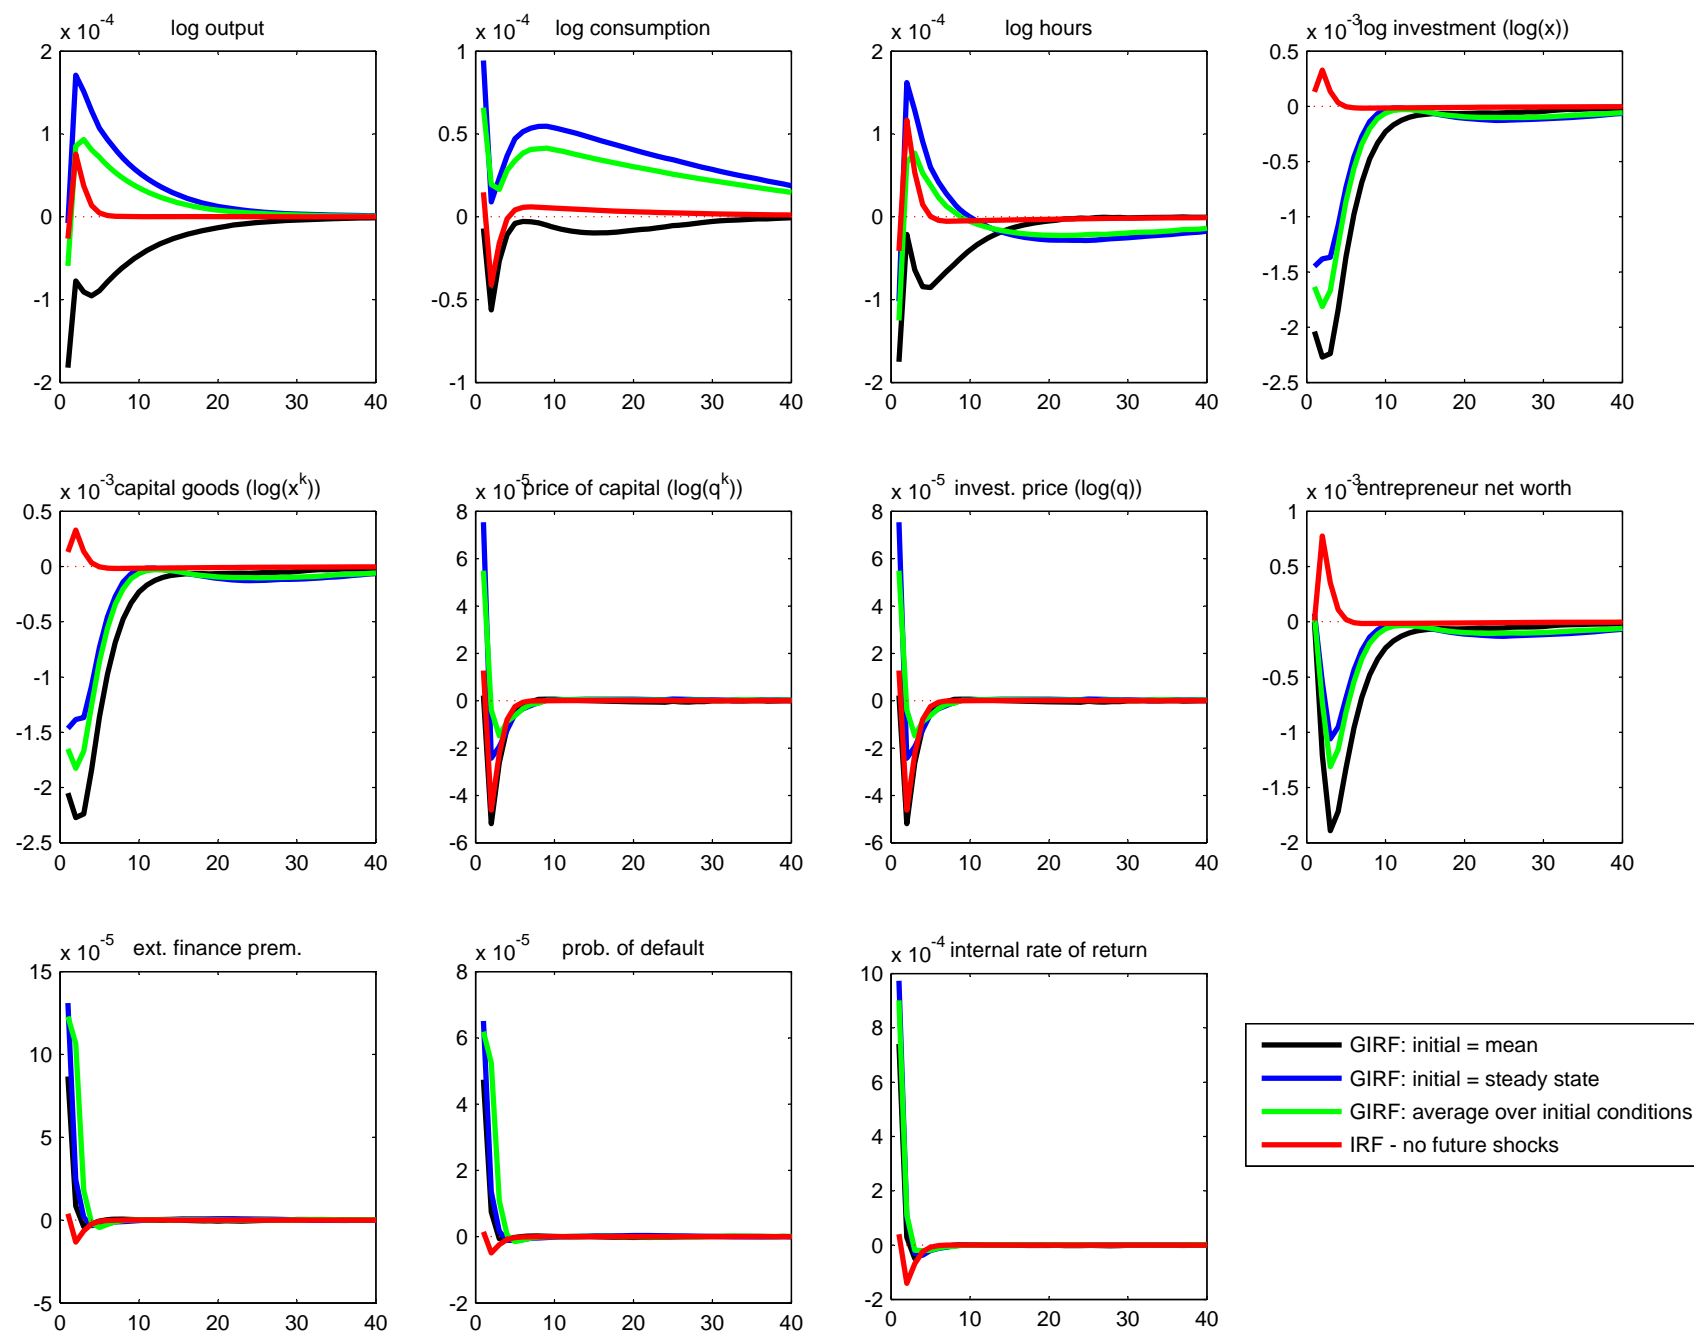 x 10^-4 log output
2
1
0
-1
-2
0 10 20 30 40
x 10^-4 log consumption
1
0.5
0
-0.5
-1
0 10 20 30 40
x 10^-4 log hours
2
1
0
-1
-2
0 10 20 30 40
x 10^-3 log investment (log(x))
0.5
0
-0.5
-1
-1.5
-2
-2.5
0 10 20 30 40
x 10^-3 capital goods (log(x^k))
0.5
0
-0.5
-1
-1.5
-2
-2.5
0 10 20 30 40
x 10^-5 price of capital (log(q^k))
8
6
4
2
0
-2
-4
-6
0 10 20 30 40
x 10^-5 invest. price (log(q))
8
6
4
2
0
-2
-4
-6
0 10 20 30 40
x 10^-3 entrepreneur net worth
1
0.5
0
-0.5
-1
-1.5
-2
0 10 20 30 40
x 10^-5 ext. finance prem.
15
10
5
0
-5
0 10 20 30 40
x 10^-5 prob. of default
8
6
4
2
0
-2
0 10 20 30 40
x 10^-4 internal rate of return
10
8
6
4
2
0
-2
0 10 20 30 40
GIRF: initial = mean
GIRF: initial = steady state
GIRF: average over initial conditions
IRF - no future shocks